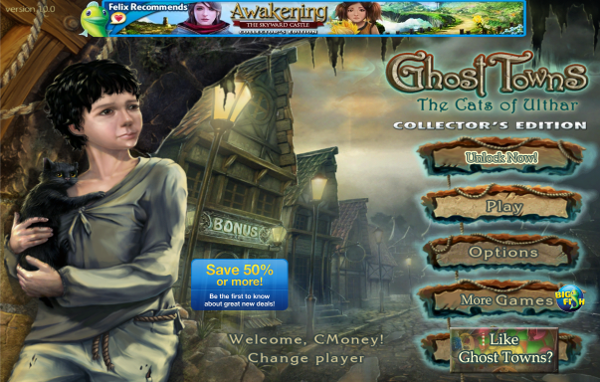 version 1.0.0
Felix Recommends
Awakening
THE SKYWARD CASTLE
COLLECTOR'S EDITION
Ghost Towns
The Cats of Ulthar
COLLECTOR'S EDITION
Unlock Now!
Play
Options
More Games
BIG FISH
Like
Ghost Towns?
BONUS
Save 50%
or more!
Be the first to know
about great new deals!
Welcome, CMoney!
Change player